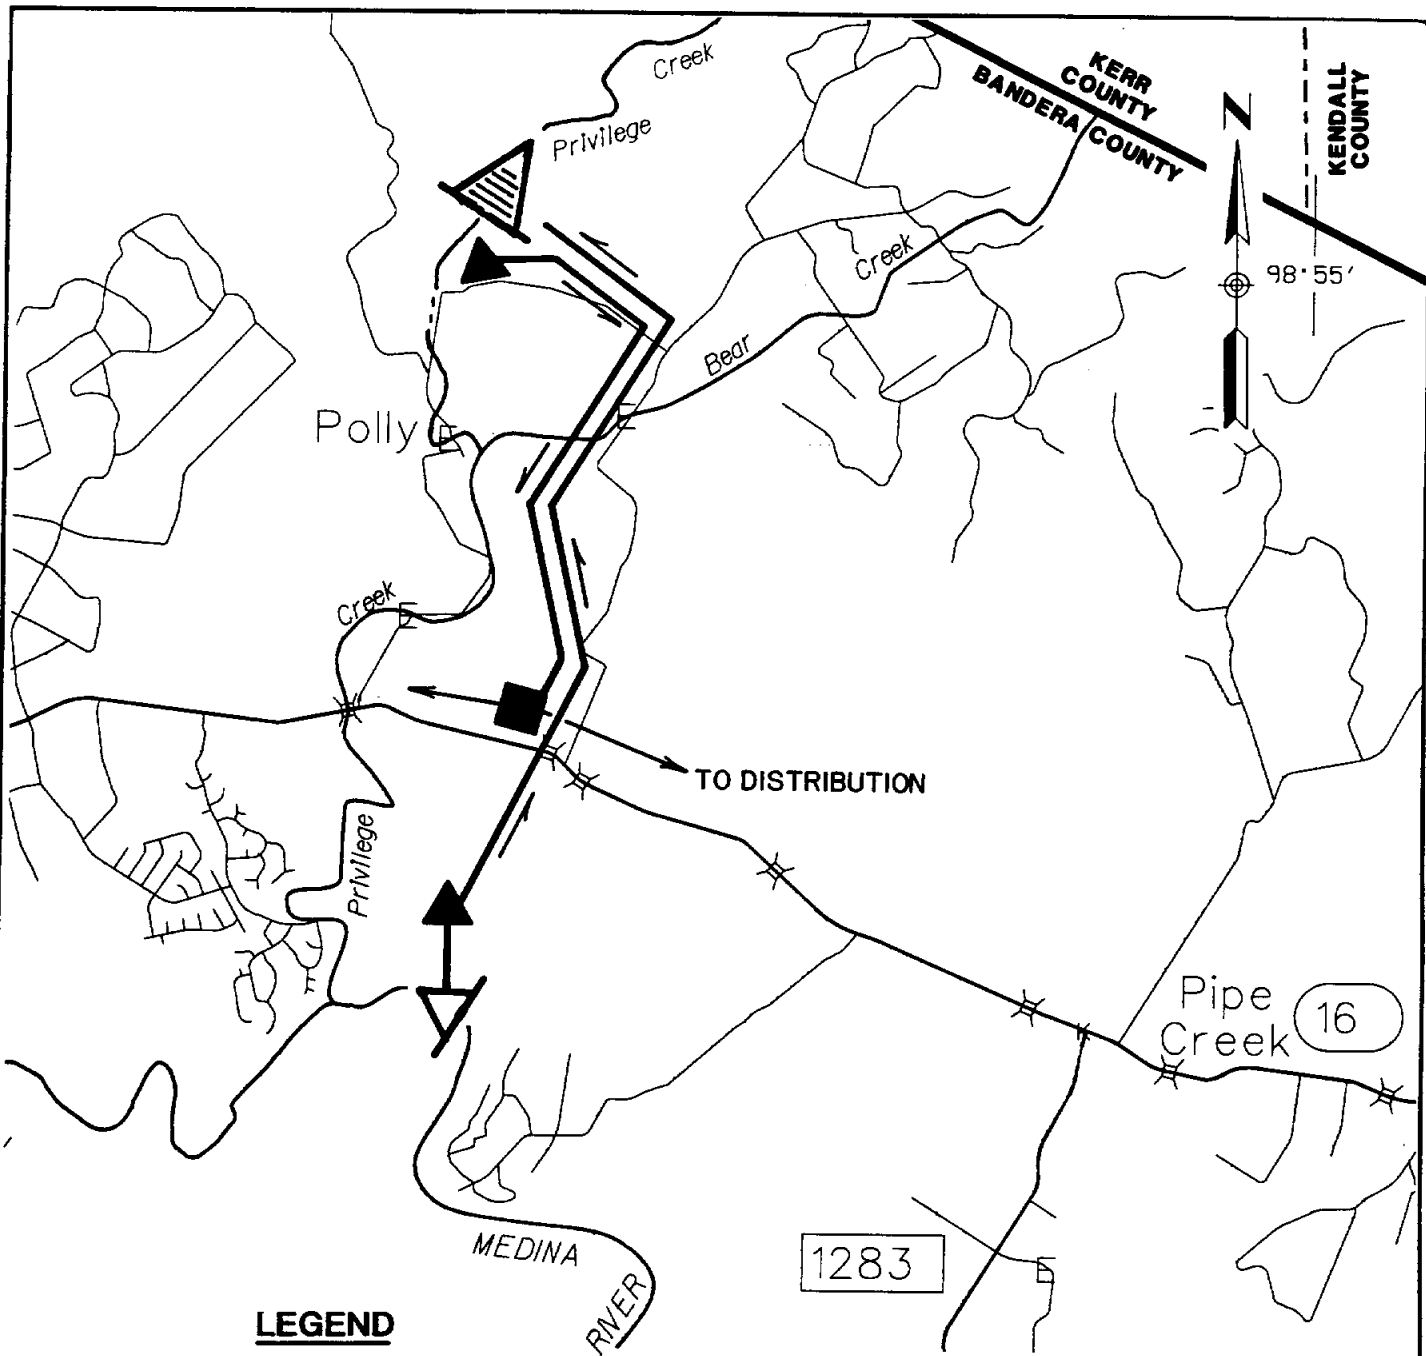 Creek
Privilege
KERR
COUNTY
BANDERA COUNTY
KENDALL
COUNTY
N
98°55'
Creek
Bear
Polly
E
E
Creek
E
TO DISTRIBUTION
Privilege
Pipe
Creek
16
MEDINA
RIVER
1283
E
LEGEND